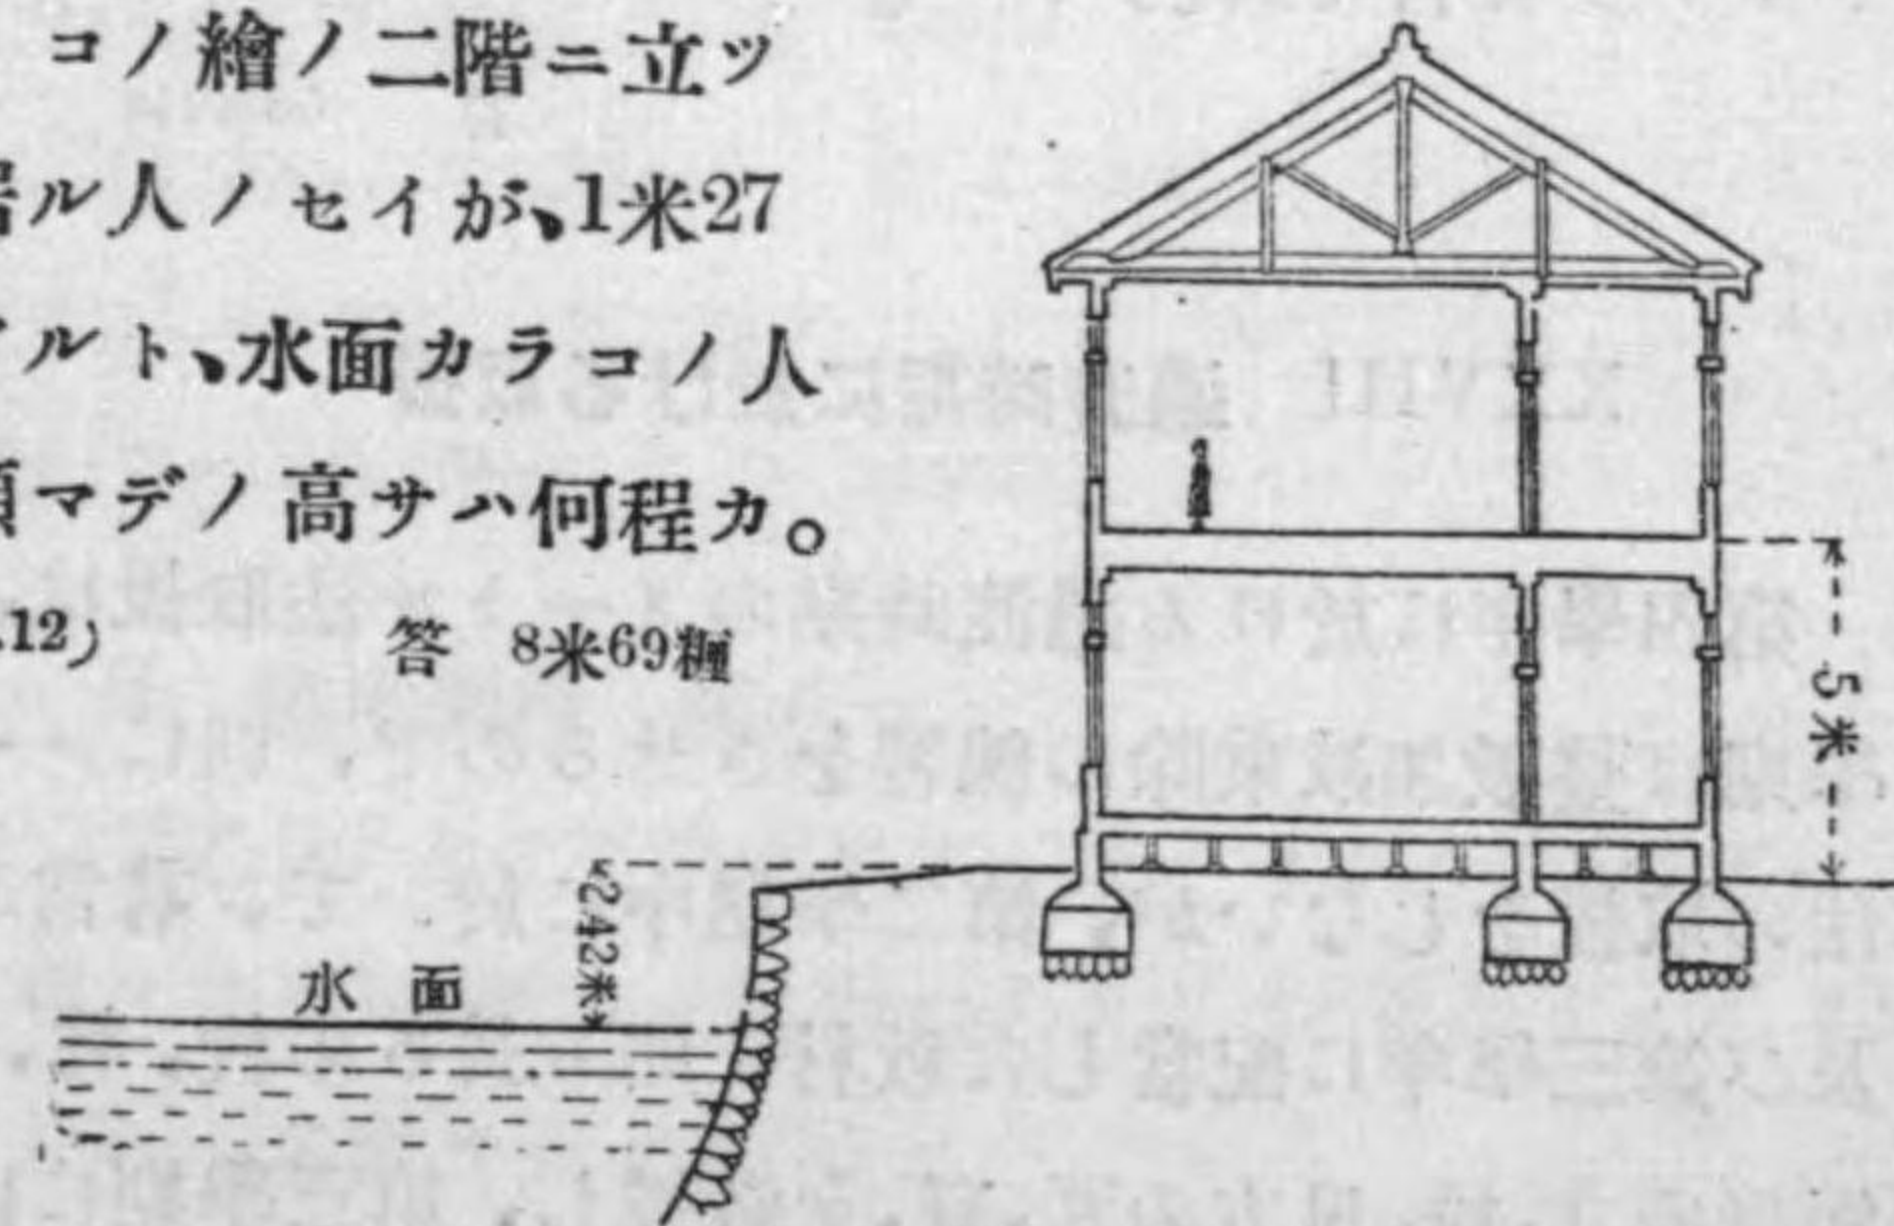 コノ繪ノ二階ニ立ツ
ル人ノセイが、1米27
ルト、水面カラコノ人
マデノ高サハ何程カ。
.12)
答 8米69糎
5米
2.42米
水面